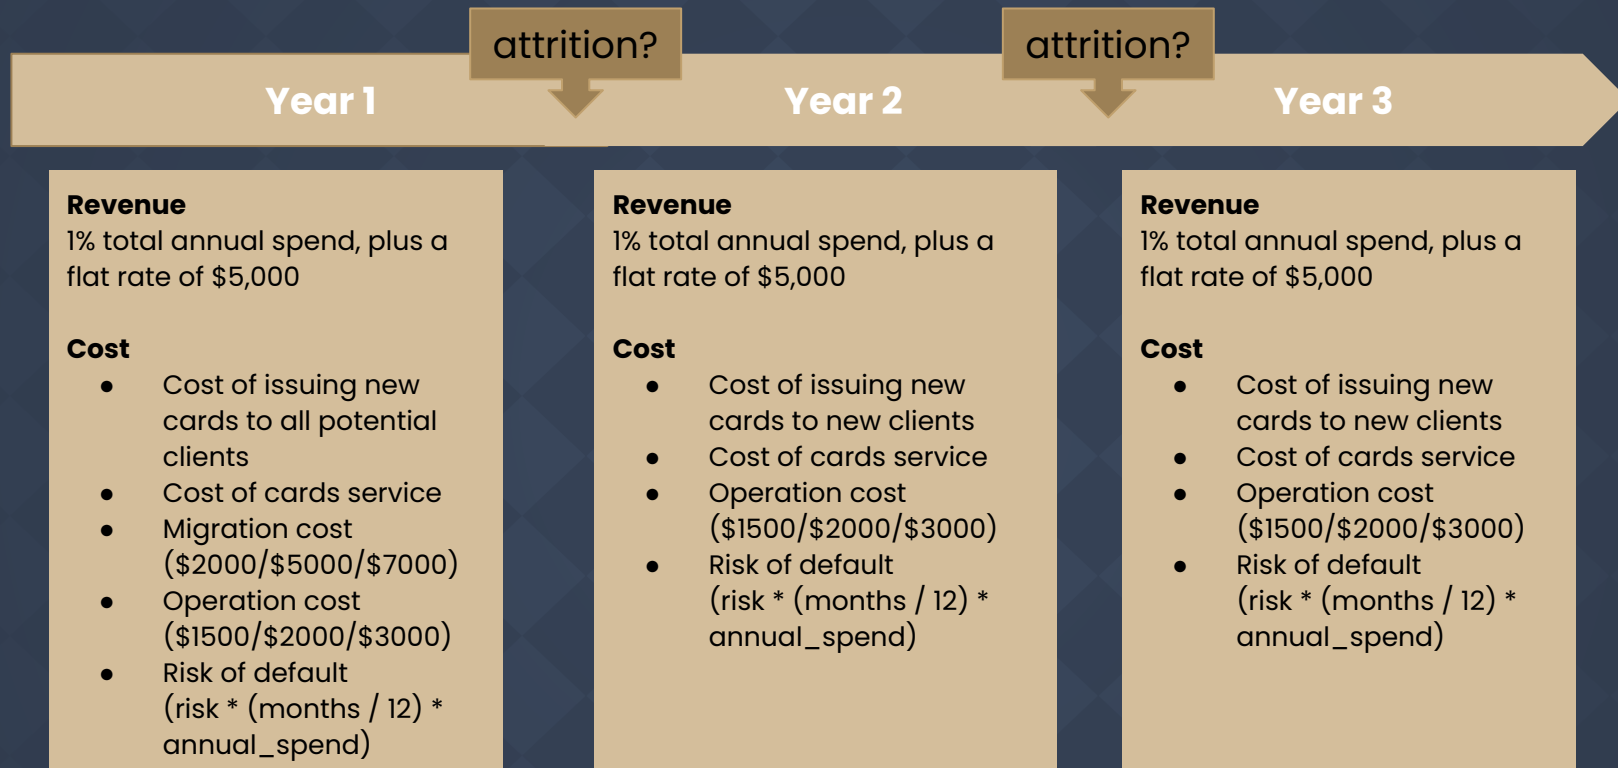 attrition?
attrition?
Year 1
Year 2
Year 3
Revenue
1% total annual spend, plus a
flat rate of $5,000
Cost
● Cost of issuing new
cards to all potential
clients
● Cost of cards service
● Migration cost
($2000/$5000/$7000)
● Operation cost
($1500/$2000/$3000)
● Risk of default
(risk * (months / 12) *
annual_spend)
Revenue
1% total annual spend, plus a
flat rate of $5,000
Cost
● Cost of issuing new
cards to new clients
● Cost of cards service
● Operation cost
($1500/$2000/$3000)
● Risk of default
(risk * (months / 12) *
annual_spend)
Revenue
1% total annual spend, plus a
flat rate of $5,000
Cost
● Cost of issuing new
cards to new clients
● Cost of cards service
● Operation cost
($1500/$2000/$3000)
● Risk of default
(risk * (months / 12) *
annual_spend)